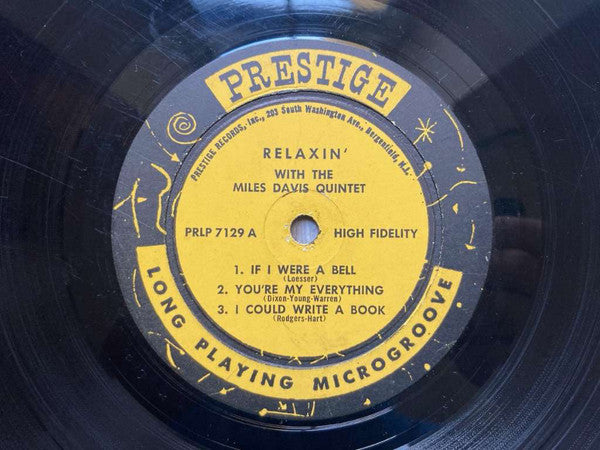 PRESTIGE
PRESTIGE RECORDS, Inc., 203 South Washington Ave., Bergenfield, N.J.
RELAXIN'
WITH THE
MILES DAVIS QUINTET
PRLP 7129 A
HIGH FIDELITY
1. IF I WERE A BELL
(Loesser)
2. YOU'RE MY EVERYTHING
(Dixon-Young-Warren)
3. I COULD WRITE A BOOK
(Rodgers-Hart)
LONG PLAYING MICROGROOVE